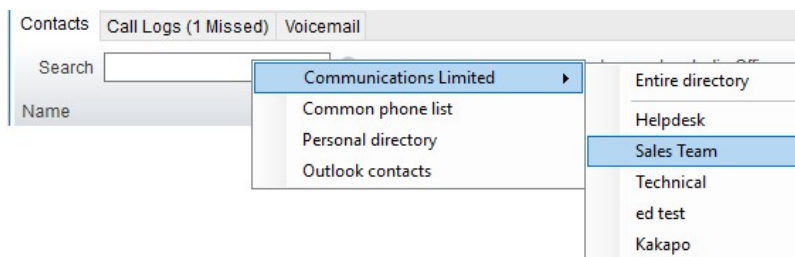 Contacts Call Logs (1 Missed) Voicemail
Search
Communications Limited
Entire directory
Name
Common phone list
Helpdesk
Personal directory
Sales Team
Outlook contacts
Technical
ed test
Kakapo